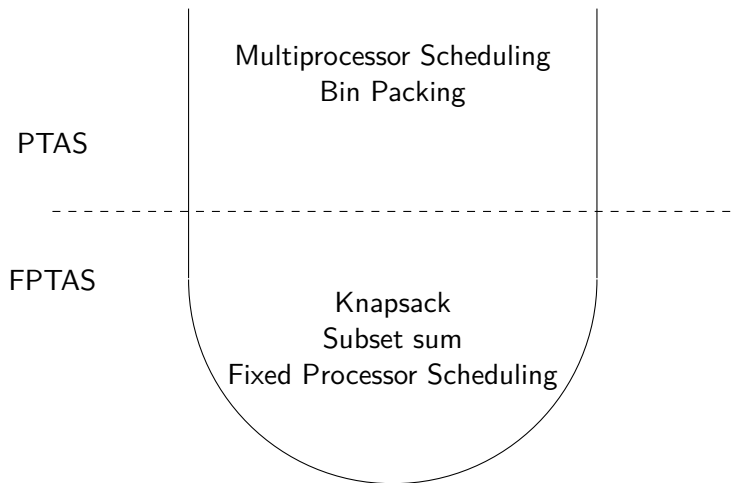 Multiprocessor Scheduling
Bin Packing
PTAS
FPTAS
Knapsack
Subset sum
Fixed Processor Scheduling